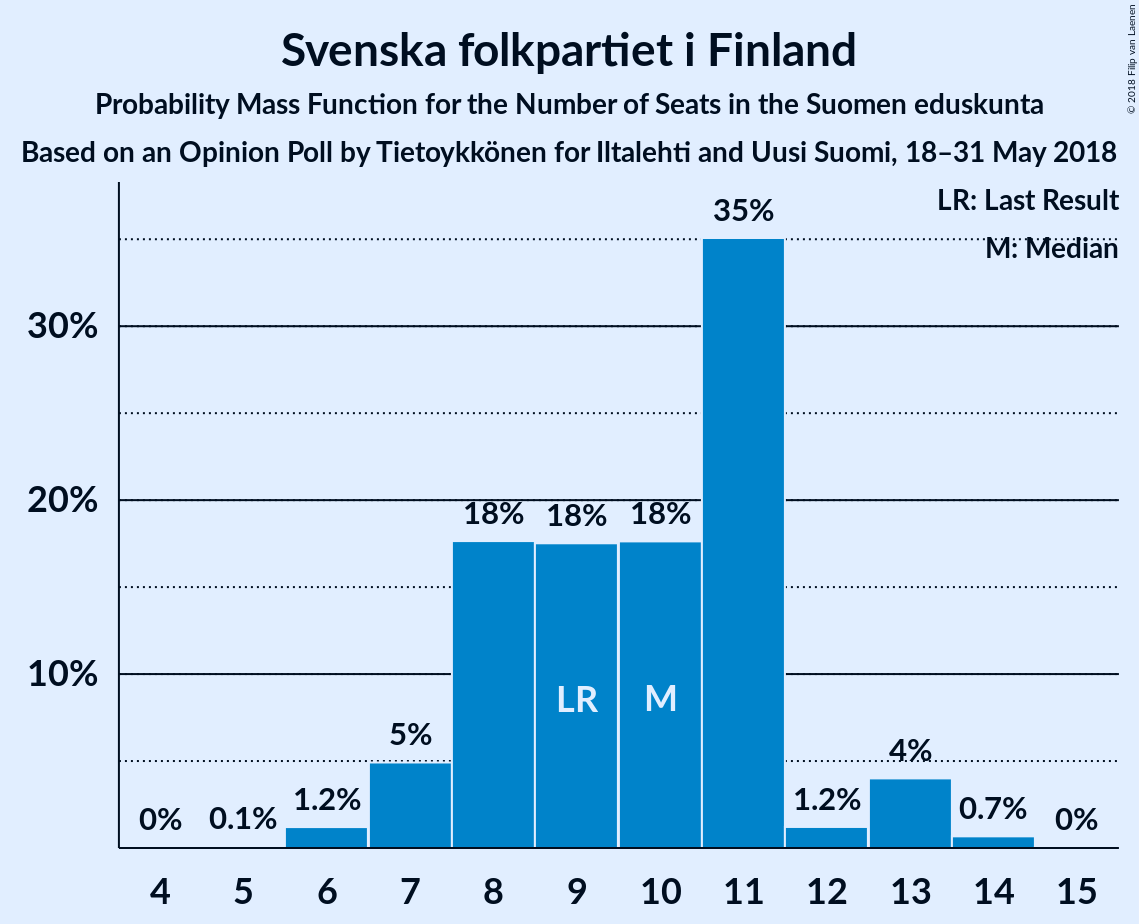 Svenska folkpartiet i Finland
Probability Mass Function for the Number of Seats in the Suomen eduskunta
Based on an Opinion Poll by Tietoykkönen for Iltalehti and Uusi Suomi, 18–31 May 2018
© 2018 Filip van Laenen
LR: Last Result
M: Median
35%
30%
20%
18% 18% 18%
10%
LR M
5%
4%
0% 0.1% 1.2% 1.2% 0.7% 0%
4 5 6 7 8 9 10 11 12 13 14 15